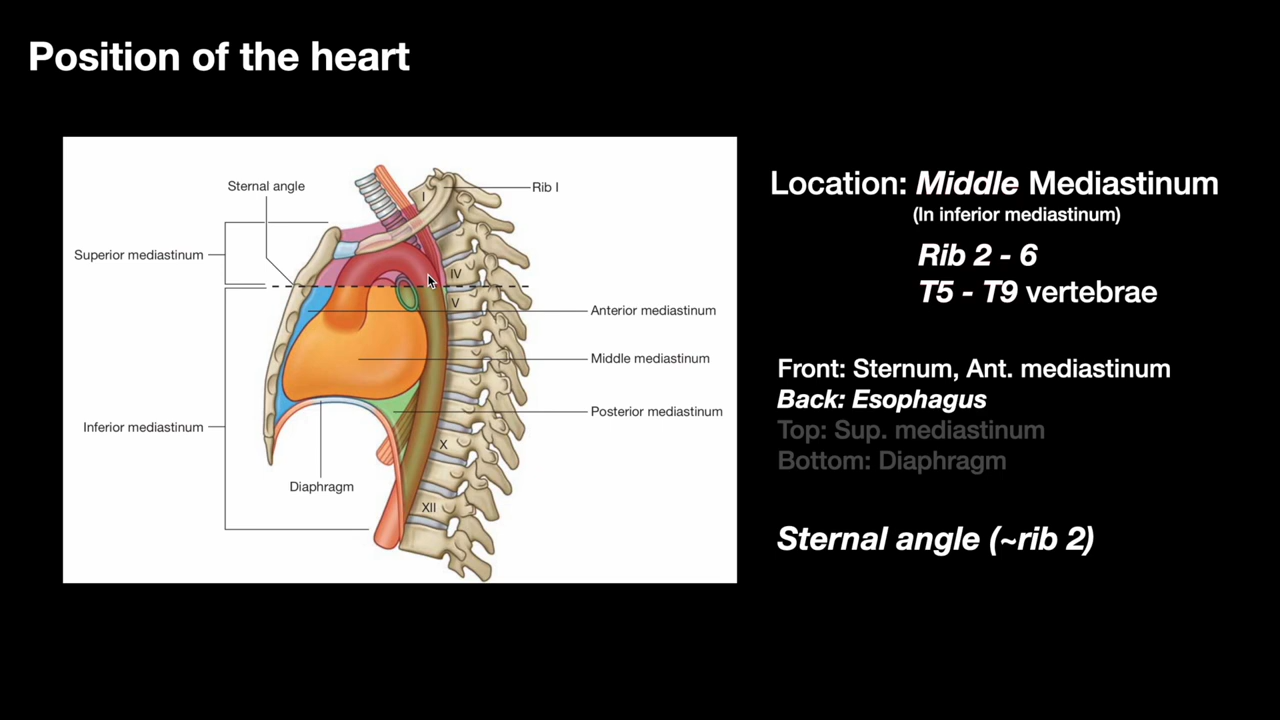 Position of the heart
Sternal angle
Rib I
I
Superior mediastinum
IV
V
Anterior mediastinum
Middle mediastinum
Posterior mediastinum
Inferior mediastinum
X
Diaphragm
XII
Location: Middle Mediastinum
(In inferior mediastinum)
Rib 2 - 6
T5 - T9 vertebrae
Front: Sternum, Ant. mediastinum
Back: Esophagus
Top: Sup. mediastinum
Bottom: Diaphragm
Sternal angle (~rib 2)